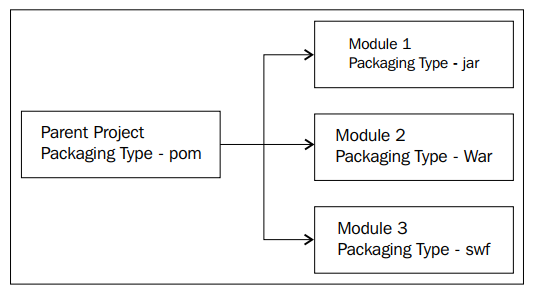 Parent Project
Packaging Type - pom
Module 1
Packaging Type - jar
Module 2
Packaging Type - War
Module 3
Packaging Type - swf